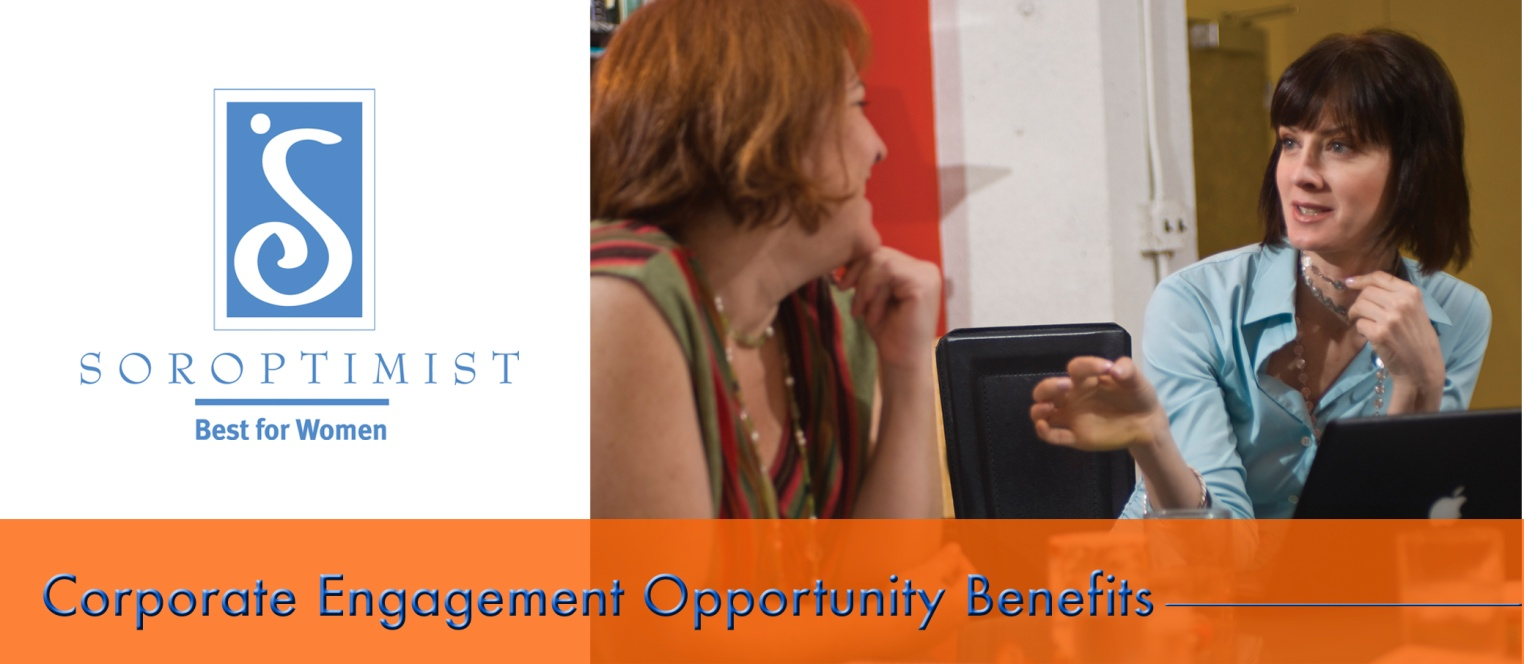 SOROPTIMIST
Best for Women
Corporate Engagement Opportunity Benefits